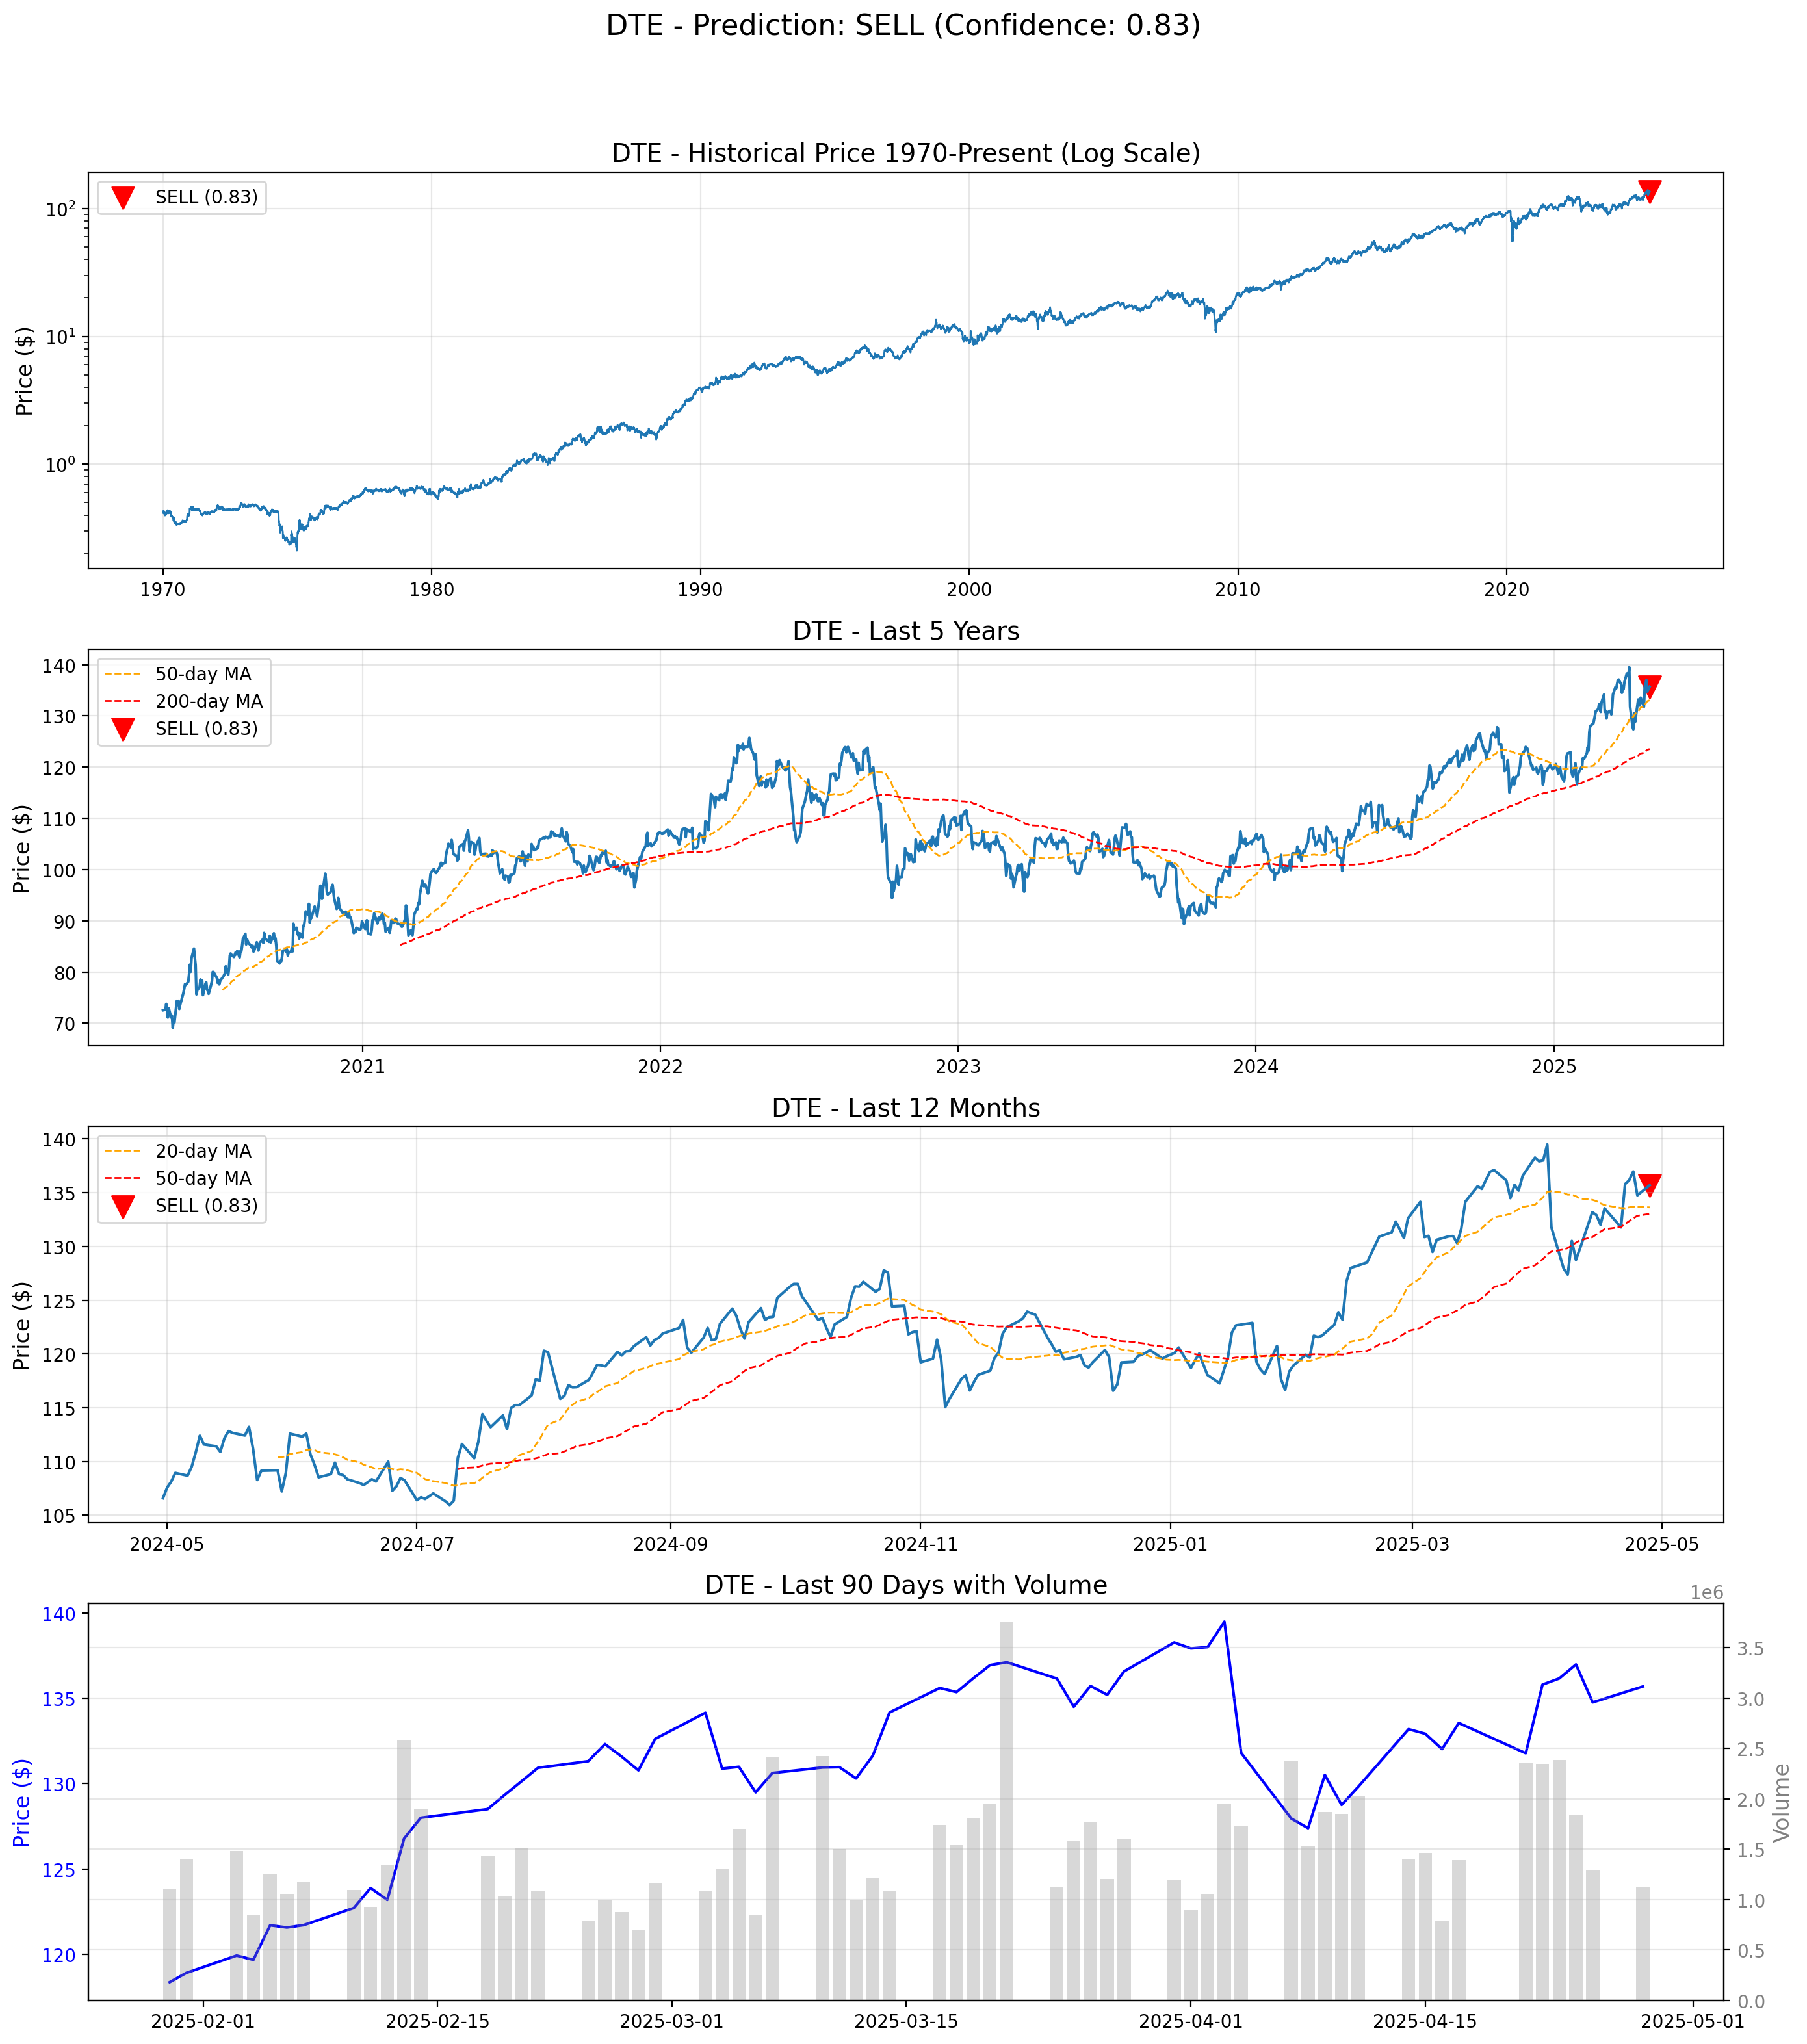 DTE - Prediction: SELL (Confidence: 0.83)
DTE - Historical Price 1970-Present (Log Scale)
SELL (0.83)
Price ($)
10²
10¹
10⁰
1970 1980 1990 2000 2010 2020
DTE - Last 5 Years
50-day MA
200-day MA
SELL (0.83)
Price ($)
140
130
120
110
100
90
80
70
2021 2022 2023 2024 2025
DTE - Last 12 Months
20-day MA
50-day MA
SELL (0.83)
Price ($)
140
135
130
125
120
115
110
105
2024-05 2024-07 2024-09 2024-11 2025-01 2025-03 2025-05
DTE - Last 90 Days with Volume
1e6
Price ($)
140
135
130
125
120
3.5
3.0
2.5
2.0
1.5
1.0
0.5
0.0
Volume
2025-02-01 2025-02-15 2025-03-01 2025-03-15 2025-04-01 2025-04-15 2025-05-01